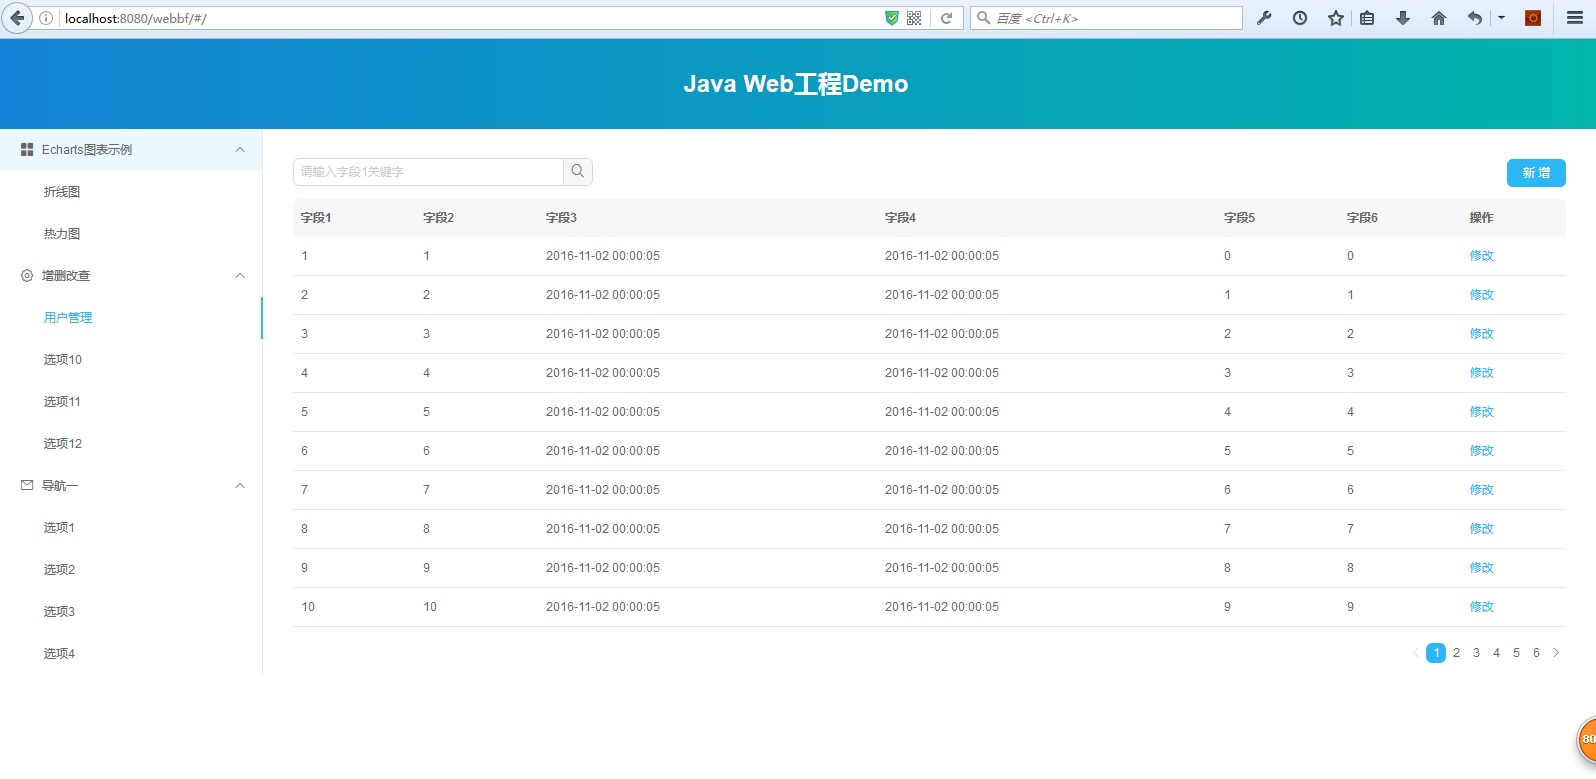 localhost:8080/webbf/#/
百度 <Ctrl+K>
Java Web工程Demo
Echarts图表示例
折线图
热力图
增删改查
用户管理
选项10
选项11
选项12
导航一
选项1
选项2
选项3
选项4
请输入字段1关键字
新 增
字段1 字段2 字段3 字段4 字段5 字段6 操作
1 1 2016-11-02 00:00:05 2016-11-02 00:00:05 0 0 修改
2 2 2016-11-02 00:00:05 2016-11-02 00:00:05 1 1 修改
3 3 2016-11-02 00:00:05 2016-11-02 00:00:05 2 2 修改
4 4 2016-11-02 00:00:05 2016-11-02 00:00:05 3 3 修改
5 5 2016-11-02 00:00:05 2016-11-02 00:00:05 4 4 修改
6 6 2016-11-02 00:00:05 2016-11-02 00:00:05 5 5 修改
7 7 2016-11-02 00:00:05 2016-11-02 00:00:05 6 6 修改
8 8 2016-11-02 00:00:05 2016-11-02 00:00:05 7 7 修改
9 9 2016-11-02 00:00:05 2016-11-02 00:00:05 8 8 修改
10 10 2016-11-02 00:00:05 2016-11-02 00:00:05 9 9 修改
1 2 3 4 5 6
80